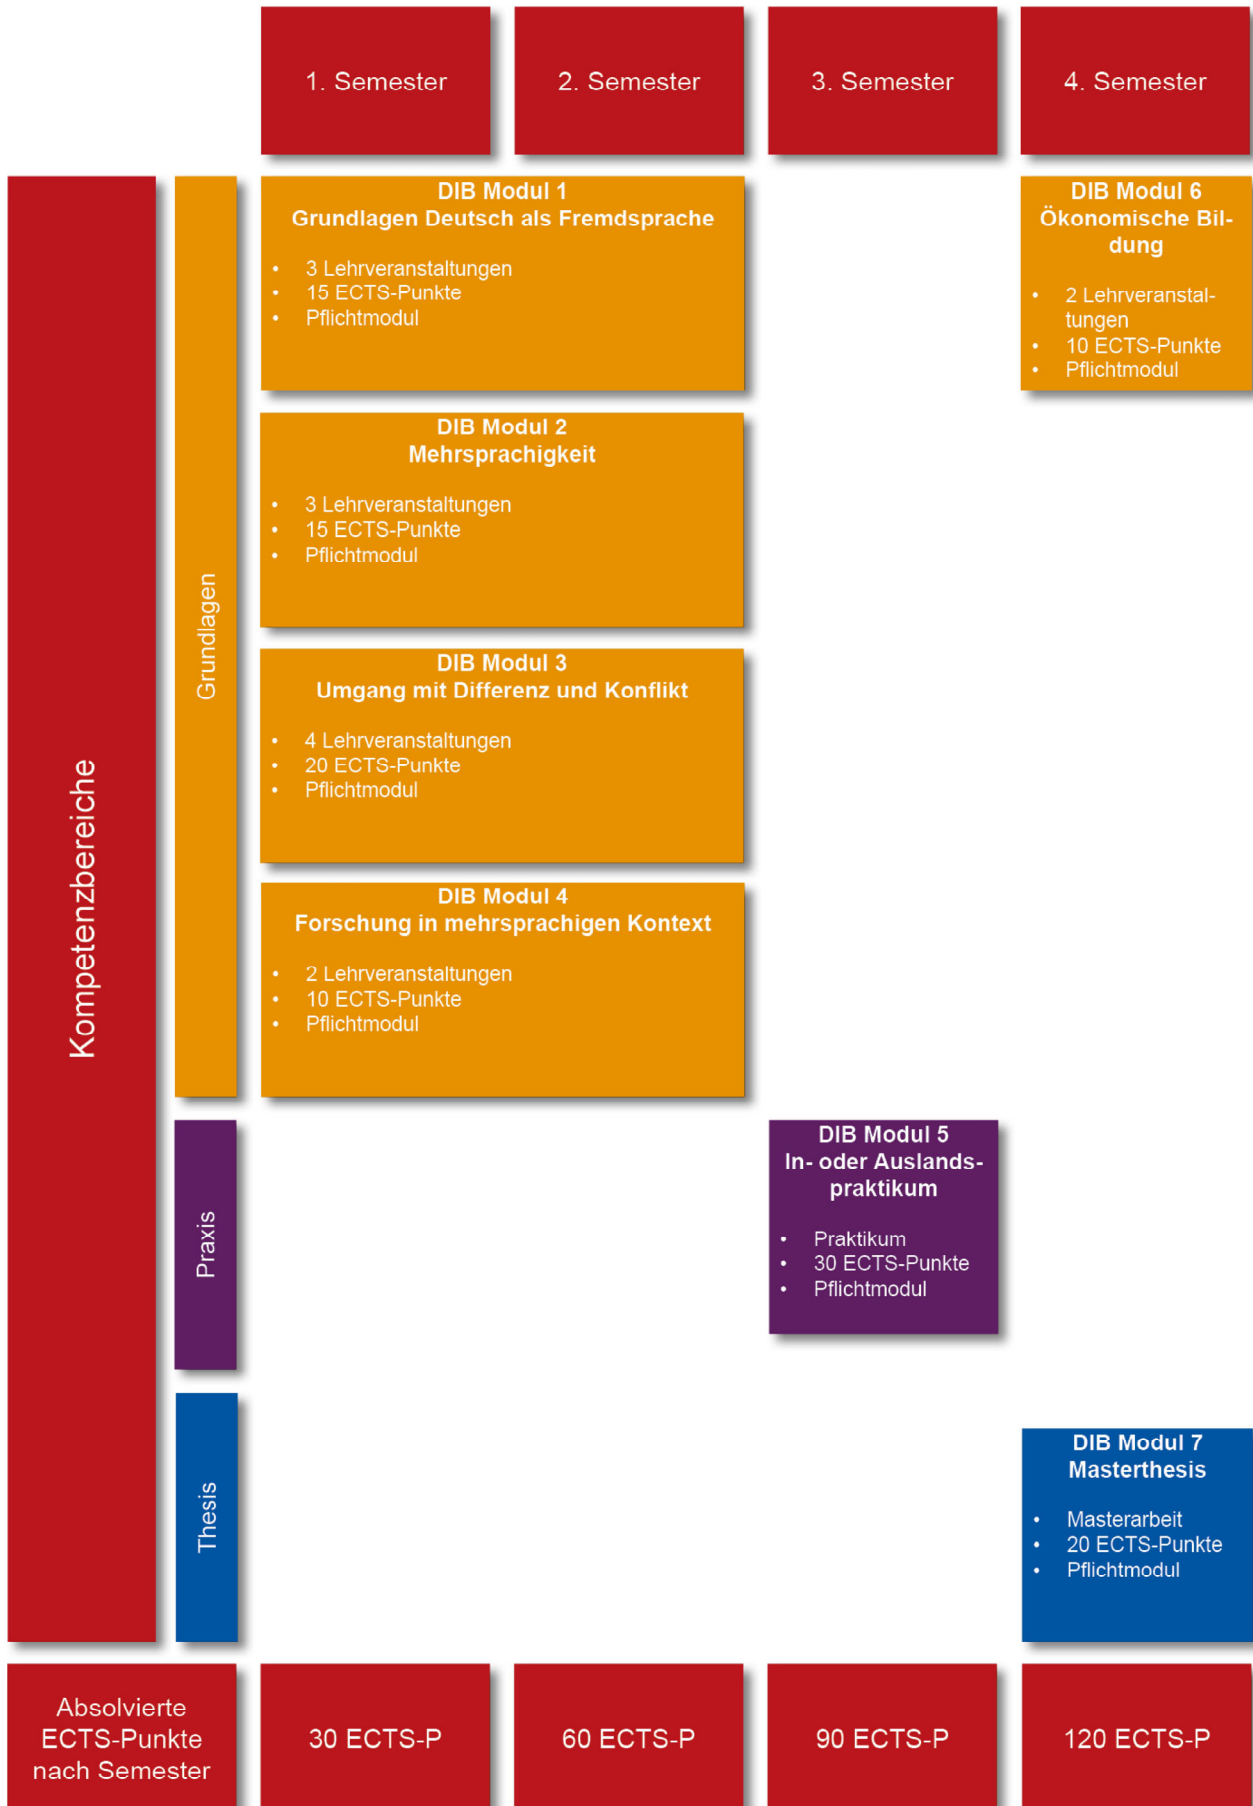 1. Semester
2. Semester
3. Semester
4. Semester
Kompetenzbereiche
Grundlagen
DIB Modul 1
Grundlagen Deutsch als Fremdsprache
• 3 Lehrveranstaltungen
• 15 ECTS-Punkte
• Pflichtmodul
DIB Modul 6
Ökonomische Bil-
dung
• 2 Lehrveranstal-
tungen
• 10 ECTS-Punkte
• Pflichtmodul
DIB Modul 2
Mehrsprachigkeit
• 3 Lehrveranstaltungen
• 15 ECTS-Punkte
• Pflichtmodul
DIB Modul 3
Umgang mit Differenz und Konflikt
• 4 Lehrveranstaltungen
• 20 ECTS-Punkte
• Pflichtmodul
DIB Modul 4
Forschung in mehrsprachigen Kontext
• 2 Lehrveranstaltungen
• 10 ECTS-Punkte
• Pflichtmodul
Praxis
DIB Modul 5
In- oder Auslands-
praktikum
• Praktikum
• 30 ECTS-Punkte
• Pflichtmodul
Thesis
DIB Modul 7
Masterthesis
• Masterarbeit
• 20 ECTS-Punkte
• Pflichtmodul
Absolvierte
ECTS-Punkte
nach Semester
30 ECTS-P
60 ECTS-P
90 ECTS-P
120 ECTS-P